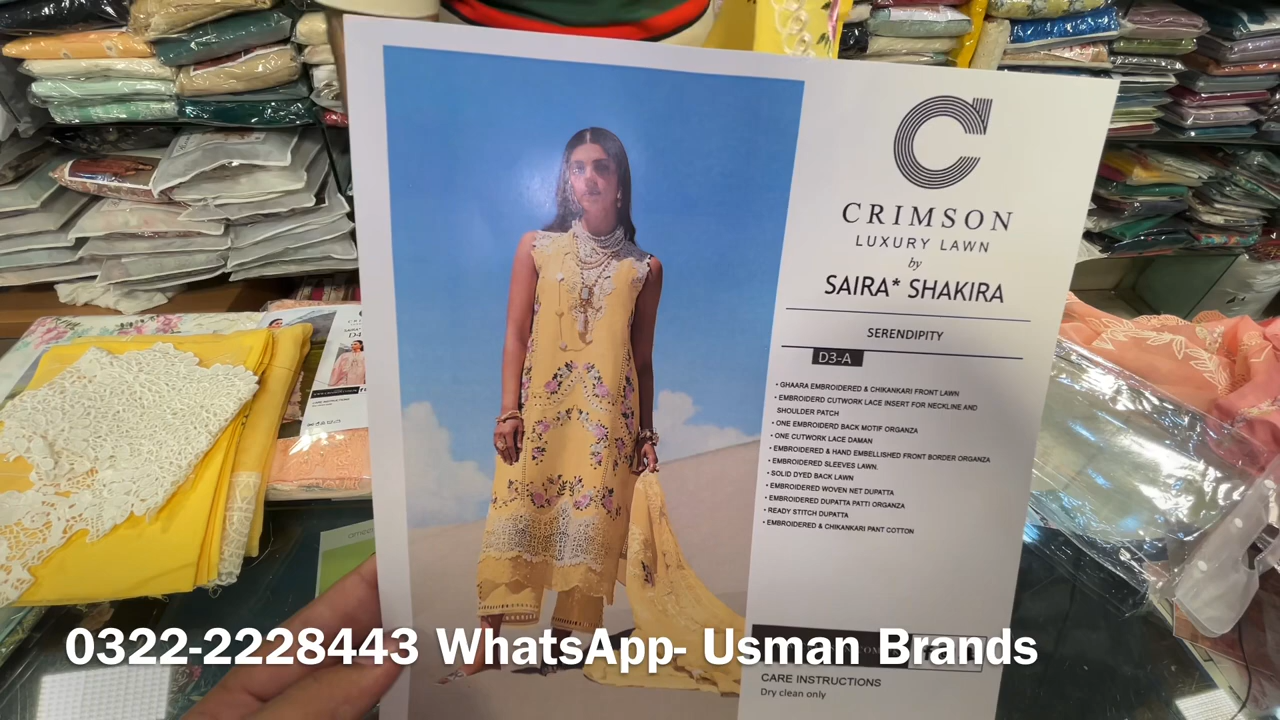 CRIMSON
LUXURY LAWN
by
SAIRA* SHAKIRA
SERENDIPITY
D3-A
• GHAARA EMBROIDERED & CHIKANKARI FRONT LAWN
• EMBROIDERD CUTWORK LACE INSERT FOR NECKLINE AND
SHOULDER PATCH
• ONE EMBROIDERD BACK MOTIF ORGANZA
• ONE CUTWORK LACE DAMAN
• EMBROIDERED & HAND EMBELLISHED FRONT BORDER ORGANZA
• EMBROIDERED SLEEVES LAWN.
• SOLID DYED BACK LAWN
• EMBROIDERED WOVEN NET DUPATTA
• EMBROIDERED DUPATTA PATTI ORGANZA
• READY STITCH DUPATTA
• EMBROIDERED & CHIKANKARI PANT COTTON
0322-2228443 WhatsApp- Usman Brands
CARE INSTRUCTIONS
Dry clean only